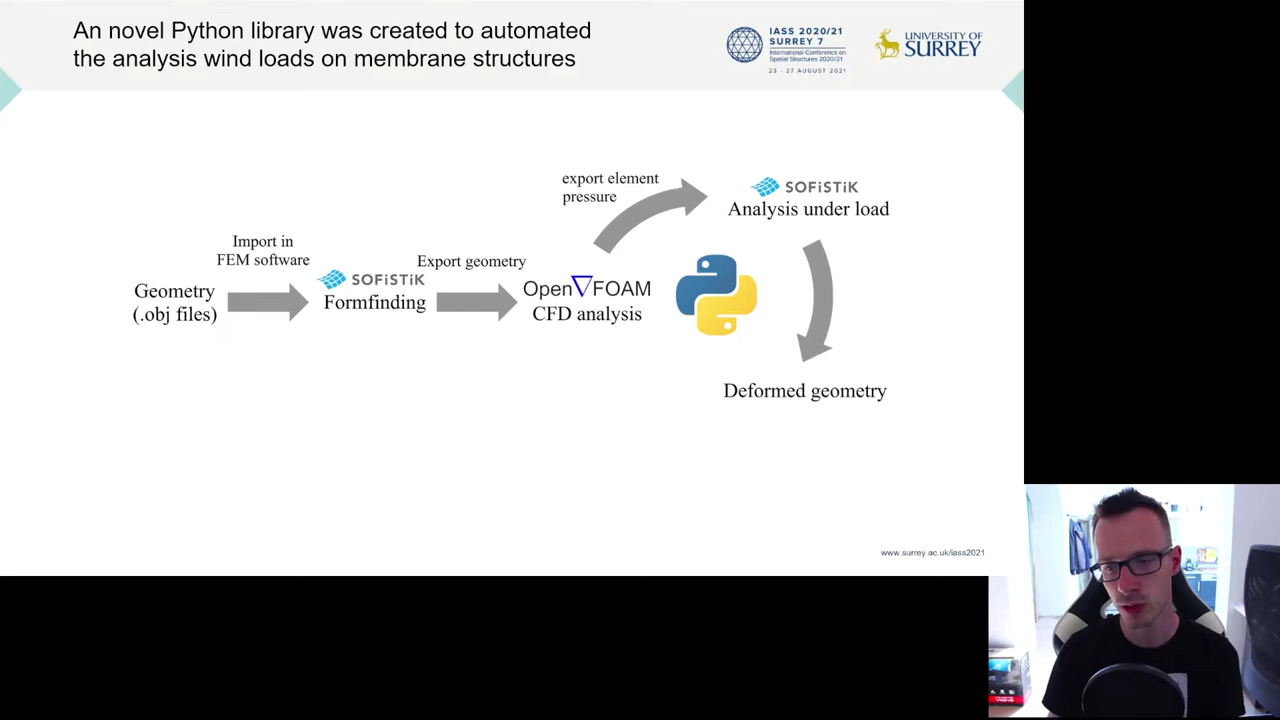 An novel Python library was created to automated
the analysis wind loads on membrane structures
IASS 2020/21
SURREY 7
International Conference on
Spatial Structures 2020/21
23 - 27 AUGUST 2021
UNIVERSITY OF
SURREY
export element
pressure
SOFiSTiK
Analysis under load
Import in
FEM software
SOFiSTiK
Formfinding
Export geometry
Geometry
(.obj files)
Open∇FOAM
CFD analysis
Deformed geometry
www.surrey.ac.uk/iass2021